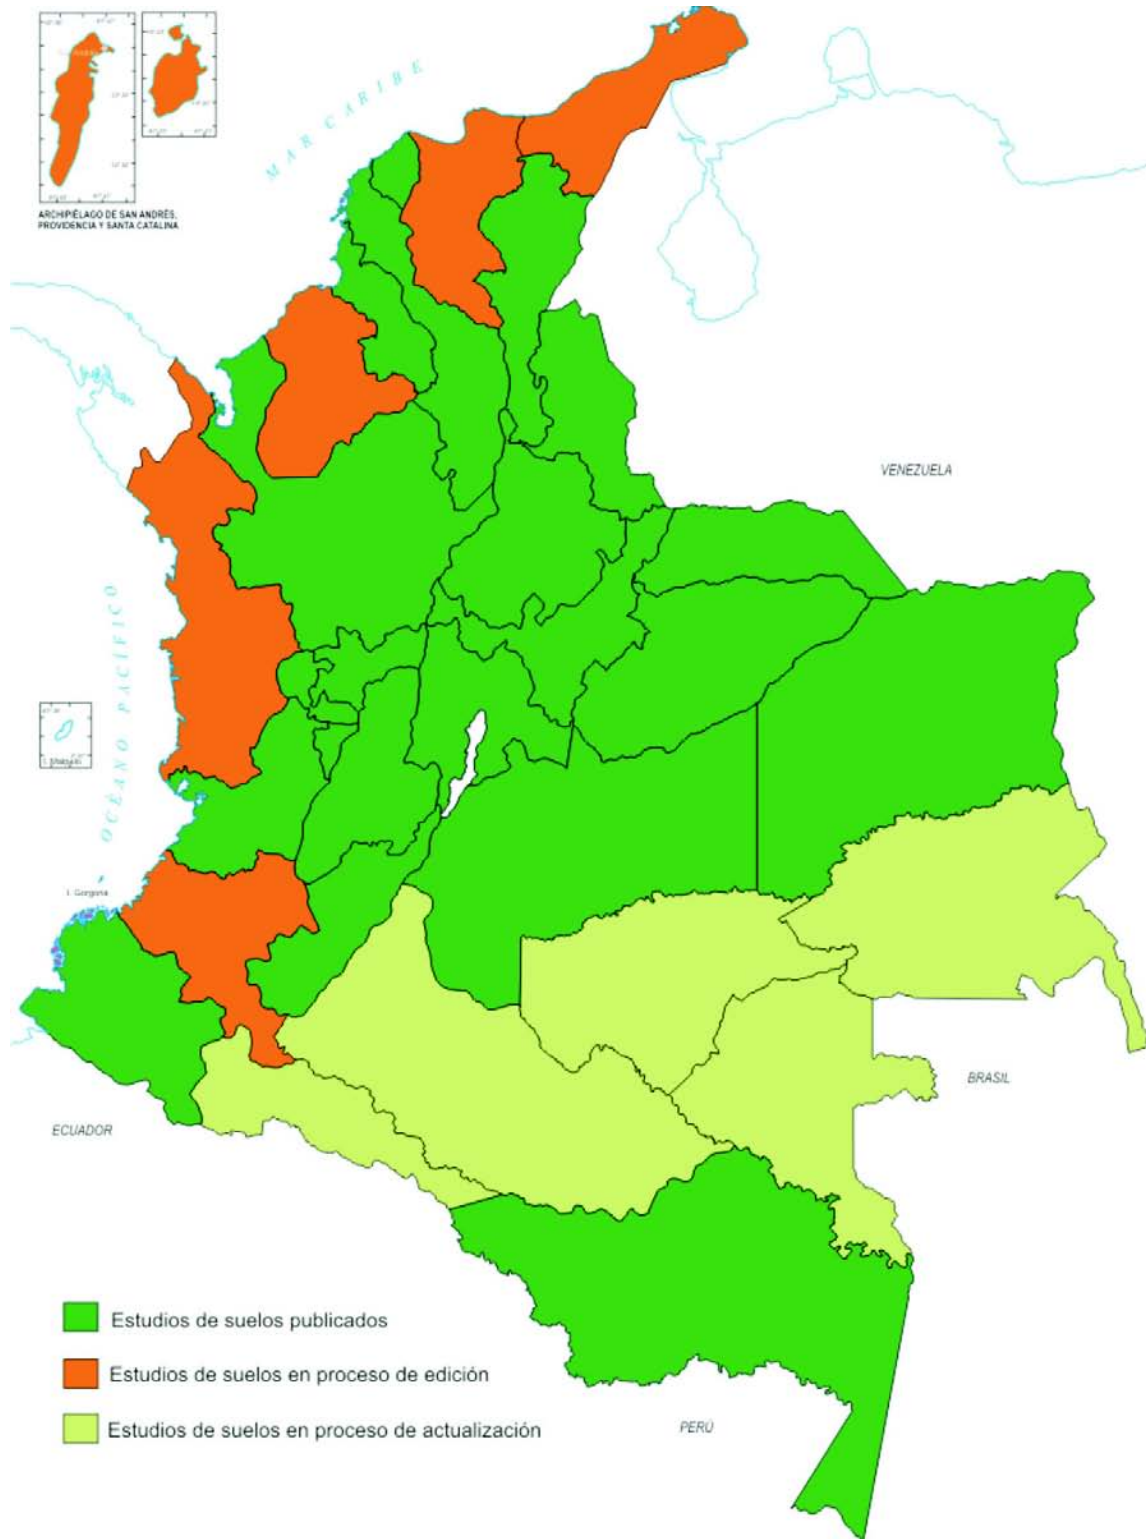 ARCHIPIÉLAGO DE SAN ANDRÉS,
PROVIDENCIA Y SANTA CATALINA
MAR CARIBE
VENEZUELA
OCÉANO PACÍFICO
I. Malpelo
I. Gorgona
BRASIL
ECUADOR
Estudios de suelos publicados
Estudios de suelos en proceso de edición
PERÚ
Estudios de suelos en proceso de actualización